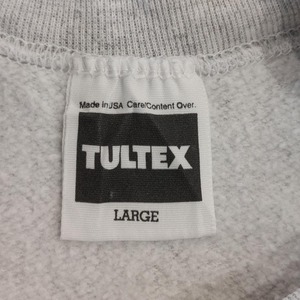 Made in USA Care/Content Over.
TULTEX
LARGE